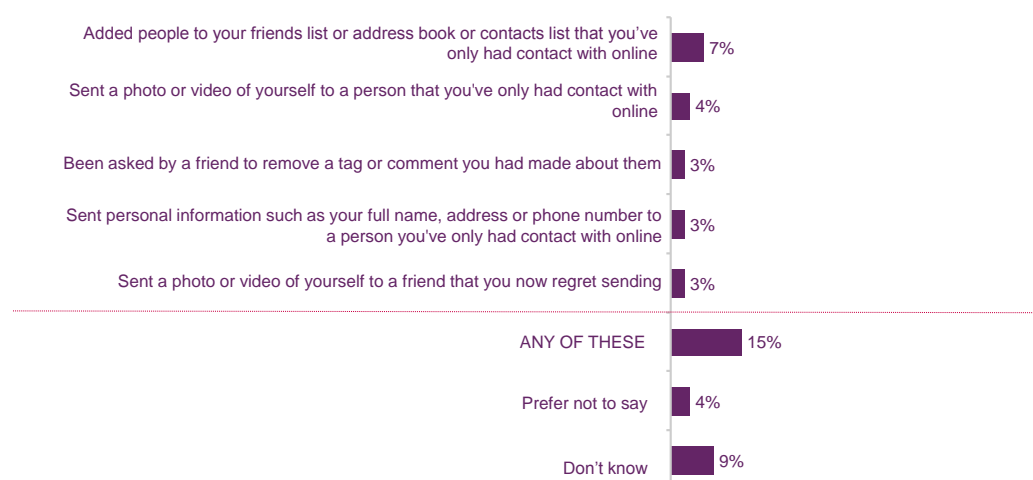 Added people to your friends list or address book or contacts list that you’ve
only had contact with online
7%
Sent a photo or video of yourself to a person that you've only had contact with
online
4%
Been asked by a friend to remove a tag or comment you had made about them
3%
Sent personal information such as your full name, address or phone number to
a person you've only had contact with online
3%
Sent a photo or video of yourself to a friend that you now regret sending
3%
ANY OF THESE
15%
Prefer not to say
4%
Don’t know
9%